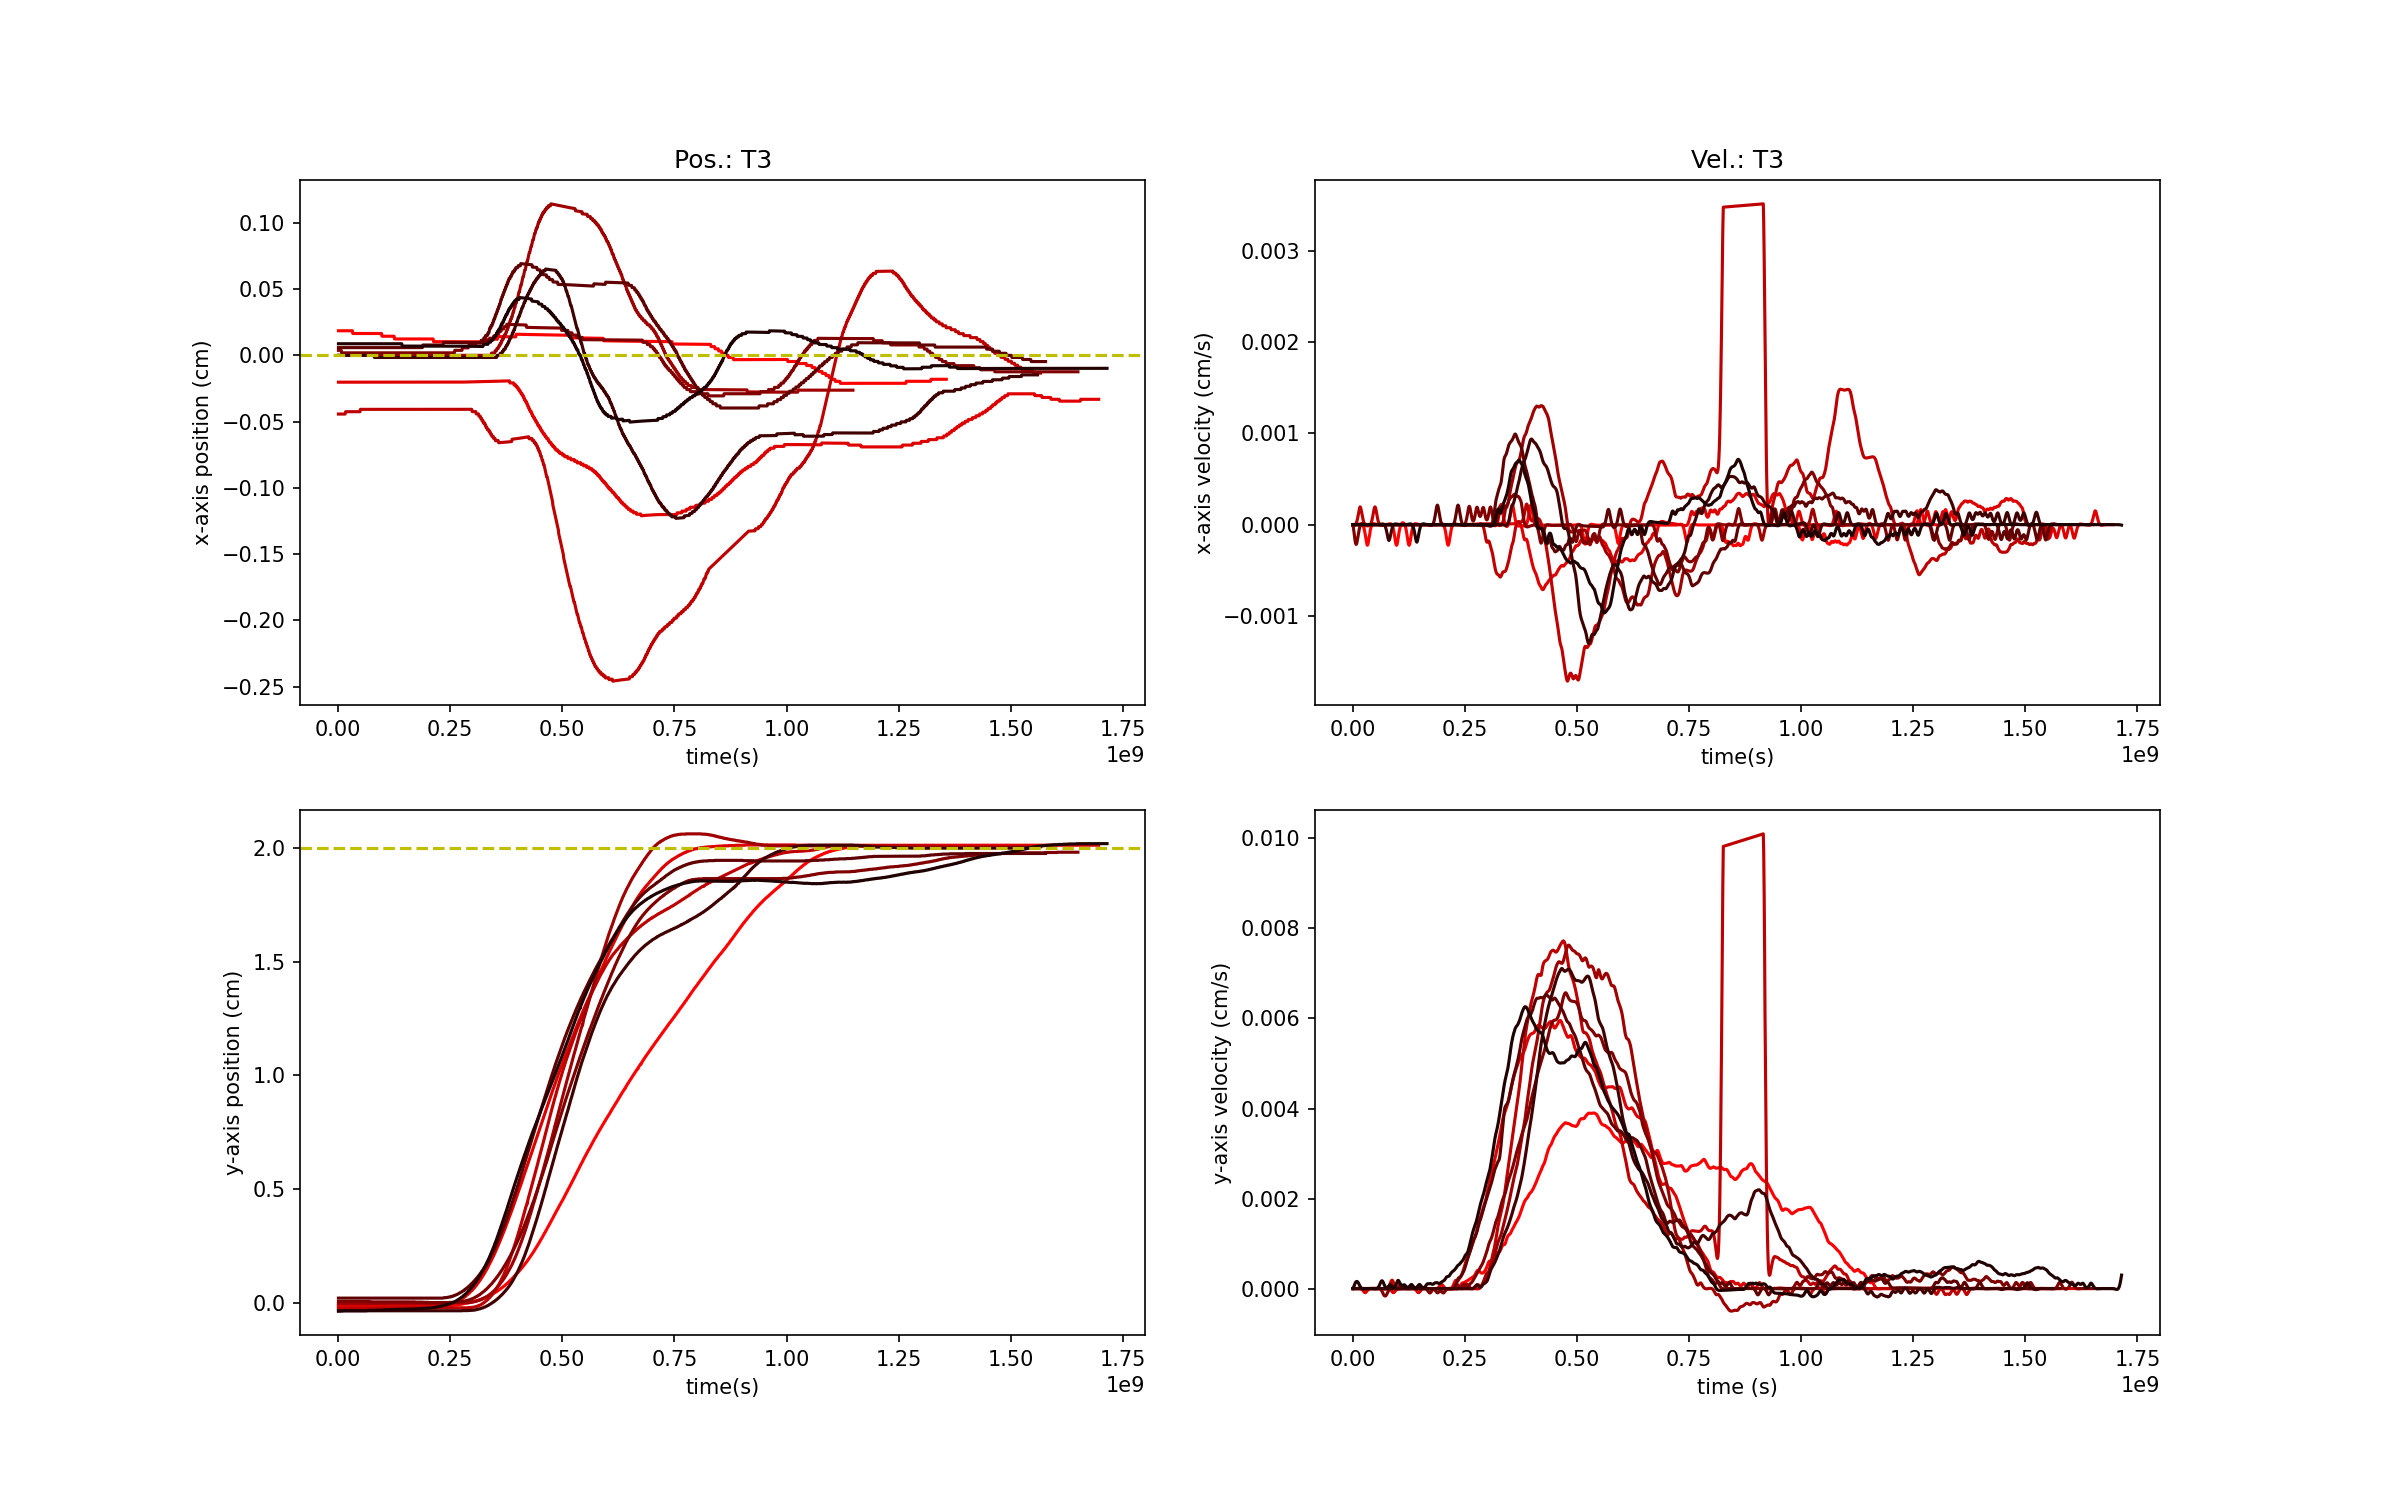 Pos.: T3
x-axis position (cm)
0.10
0.05
0.00
−0.05
−0.10
−0.15
−0.20
−0.25
0.00 0.25 0.50 0.75 1.00 1.25 1.50 1.75
time(s)
1e9
Vel.: T3
x-axis velocity (cm/s)
0.003
0.002
0.001
0.000
−0.001
0.00 0.25 0.50 0.75 1.00 1.25 1.50 1.75
time(s)
1e9
y-axis position (cm)
2.0
1.5
1.0
0.5
0.0
0.00 0.25 0.50 0.75 1.00 1.25 1.50 1.75
time(s)
1e9
y-axis velocity (cm/s)
0.010
0.008
0.006
0.004
0.002
0.000
0.00 0.25 0.50 0.75 1.00 1.25 1.50 1.75
time (s)
1e9